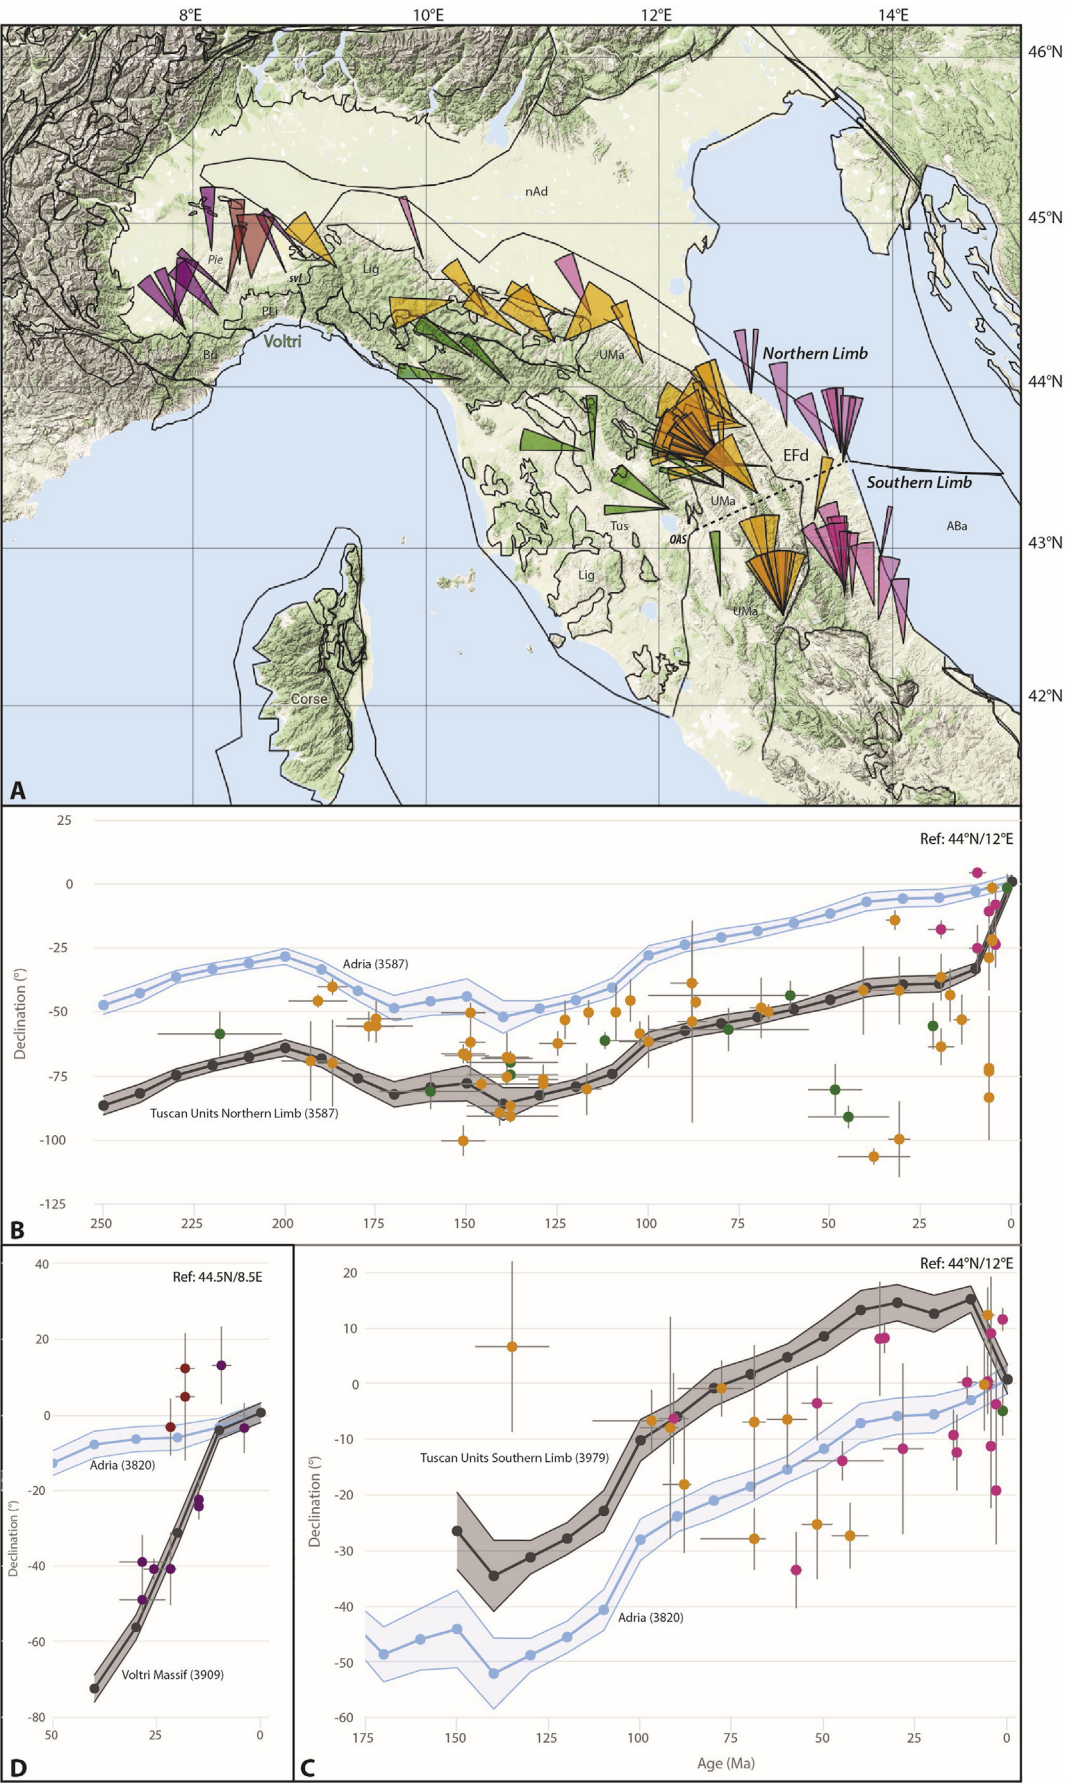 8°E 10°E 12°E 14°E
46°N
nAd
45°N
Pie
Lig
svl
PLi
Voltri
Bri
UMa
Northern Limb
44°N
EFd
Southern Limb
UMa
Tus
OAS
ABa
43°N
Lig
UMa
Corse
42°N
A
25
Ref: 44°N/12°E
0
-25
Adria (3587)
Declination (°)
-50
-75
Tuscan Units Northern Limb (3587)
-100
-125
B
250 225 200 175 150 125 100 75 50 25 0
40
Ref: 44.5N/8.5E
20
0
Adria (3820)
-20
Declination (°)
-40
-60
Voltri Massif (3909)
-80
50 25 0
D
Ref: 44°N/12°E
20
10
0
-10
Tuscan Units Southern Limb (3979)
Declination (°)
-20
-30
-40
Adria (3820)
-50
-60
175 150 125 100 75 50 25 0
Age (Ma)
C